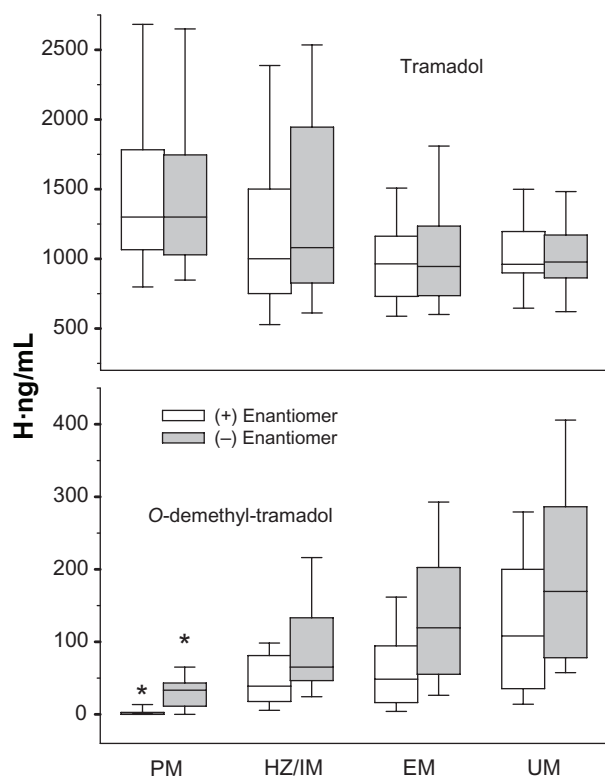 2500
Tramadol
2000
1500
1000
500
H·ng/mL
400
(+) Enantiomer
(–) Enantiomer
300
O-demethyl-tramadol
200
100
*
*
0
PM HZ/IM EM UM